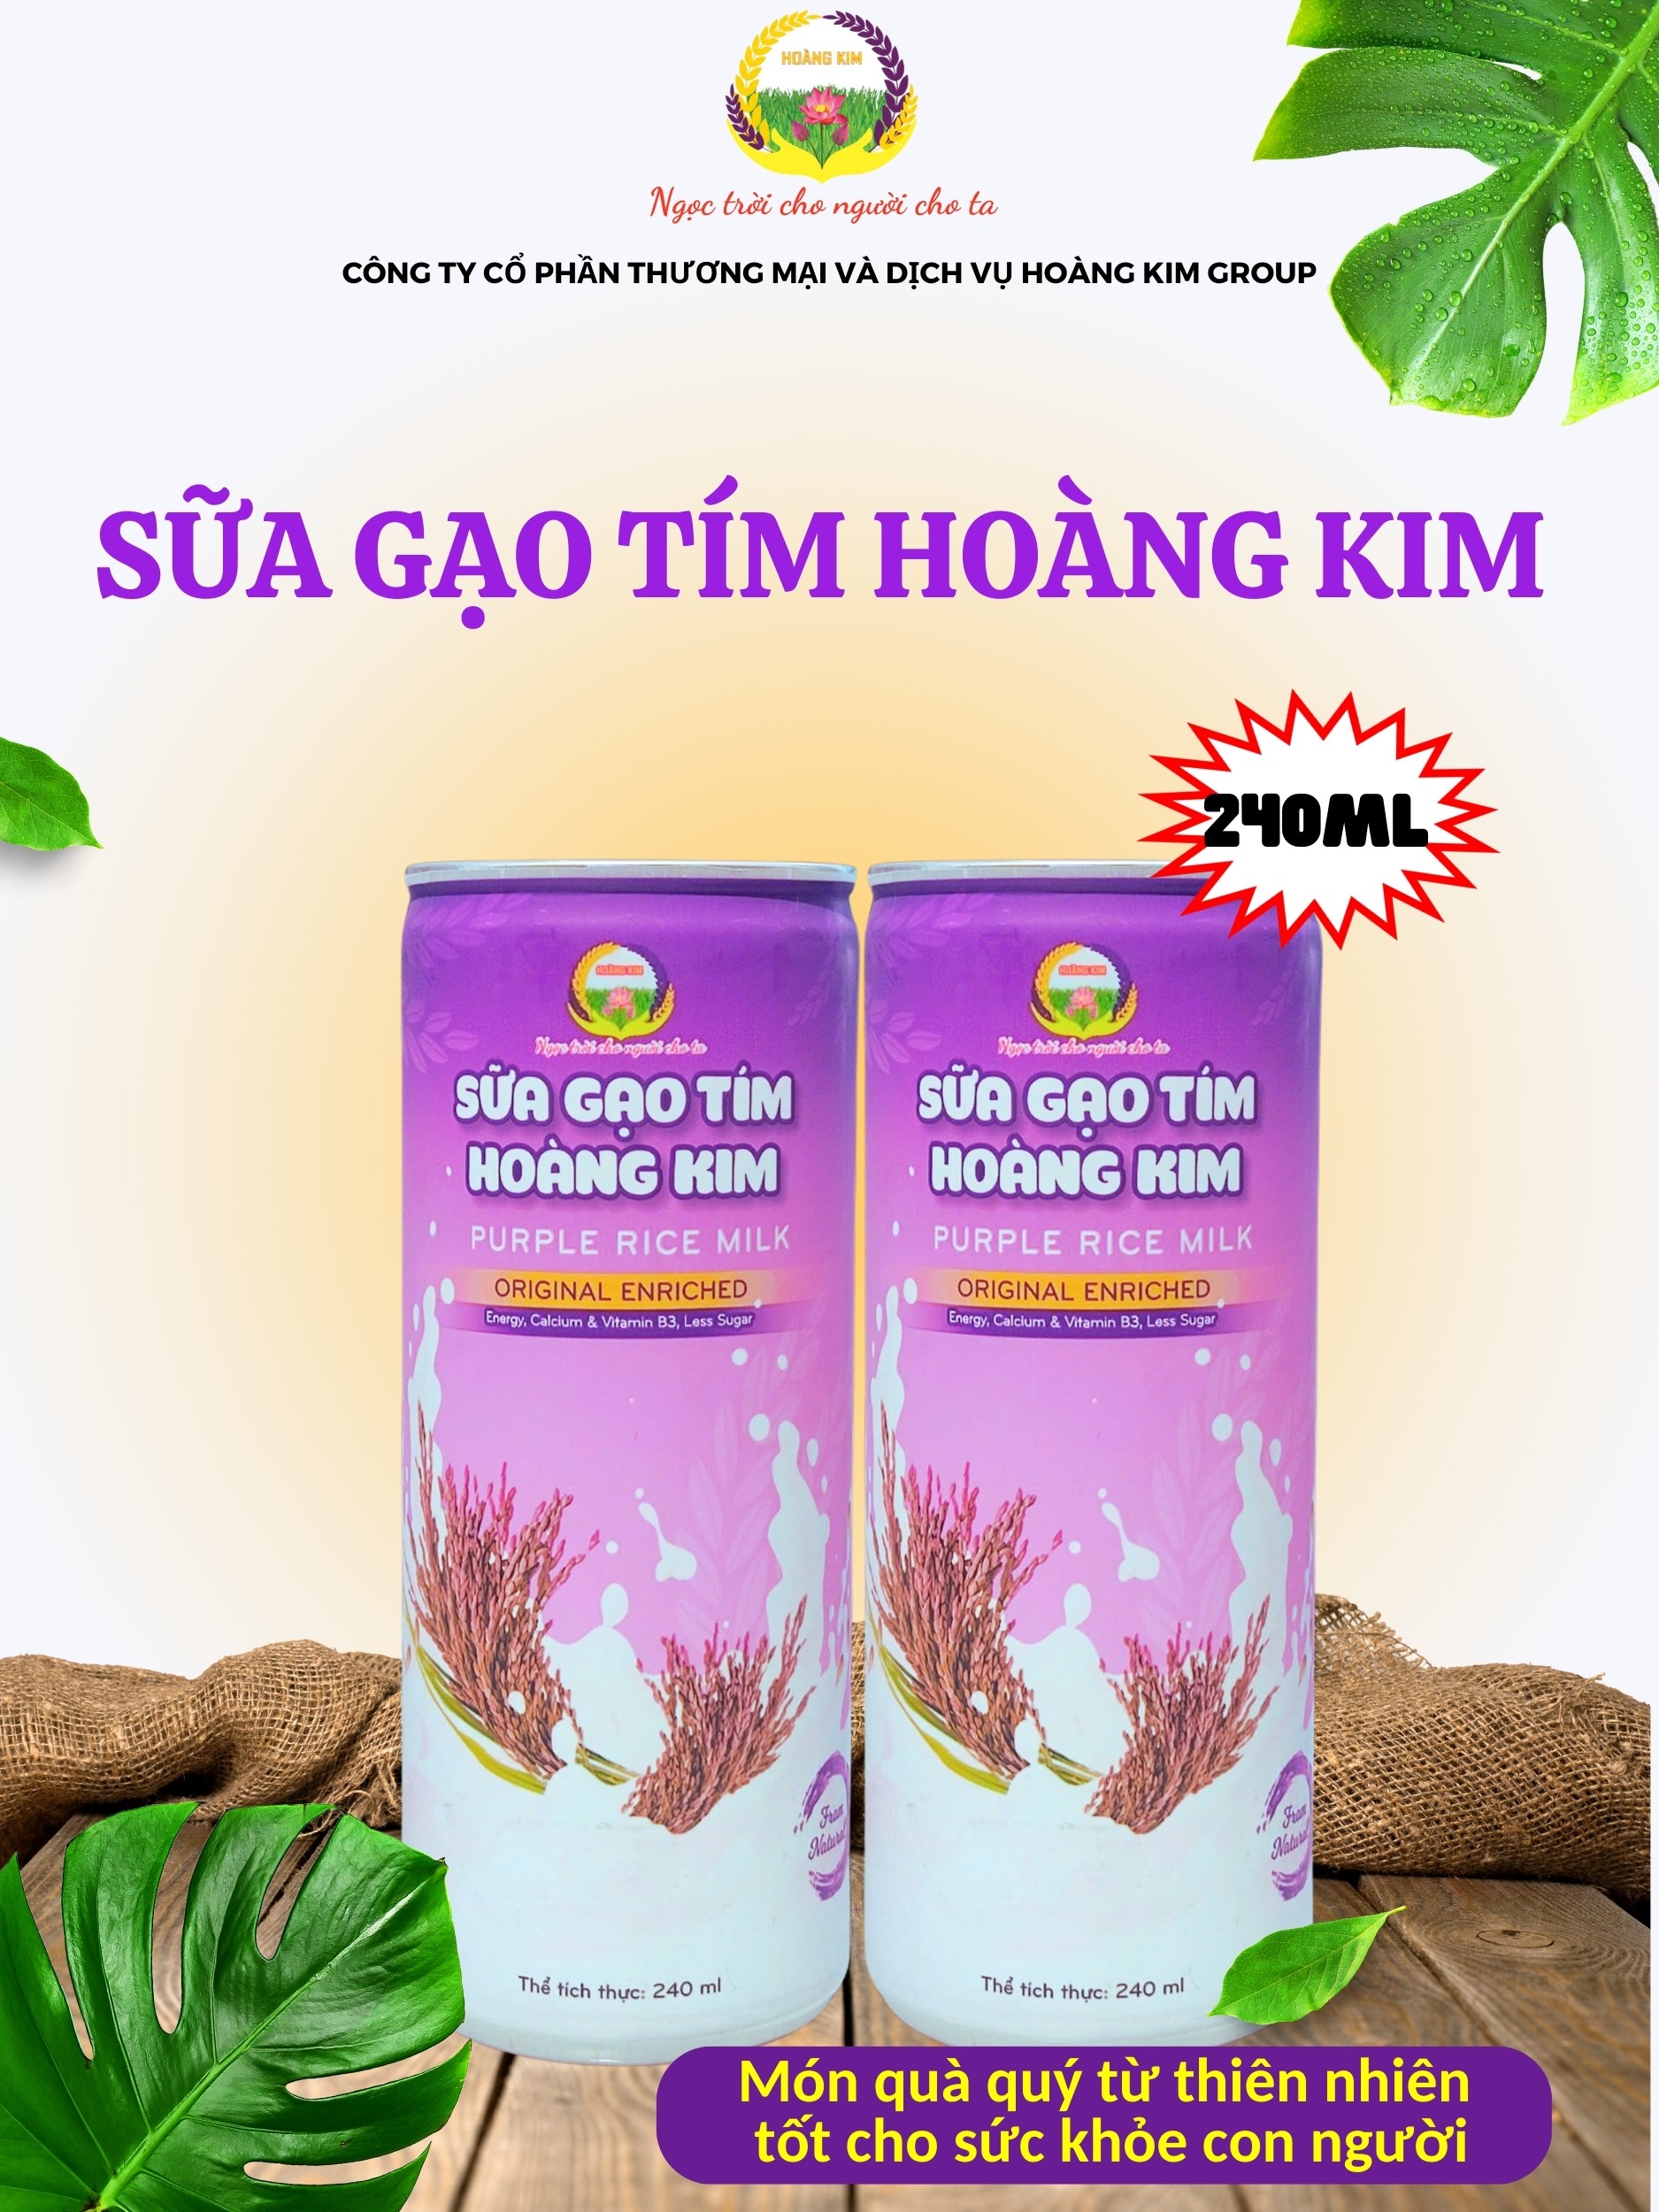 HOÀNG KIM
Ngọc trời cho người cho ta
CÔNG TY CỔ PHẦN THƯƠNG MẠI VÀ DỊCH VỤ HOÀNG KIM GROUP
SỮA GẠO TÍM HOÀNG KIM
240ML
HOÀNG KIM
Ngọc trời cho người cho ta
SỮA GẠO TÍM
HOÀNG KIM
PURPLE RICE MILK
ORIGINAL ENRICHED
Energy, Calcium & Vitamin B3, Less Sugar
From
Natural
Thể tích thực: 240 ml
HOÀNG KIM
Ngọc trời cho người cho ta
SỮA GẠO TÍM
HOÀNG KIM
PURPLE RICE MILK
ORIGINAL ENRICHED
Energy, Calcium & Vitamin B3, Less Sugar
From
Natural
Thể tích thực: 240 ml
Món quà quý từ thiên nhiên
tốt cho sức khỏe con người